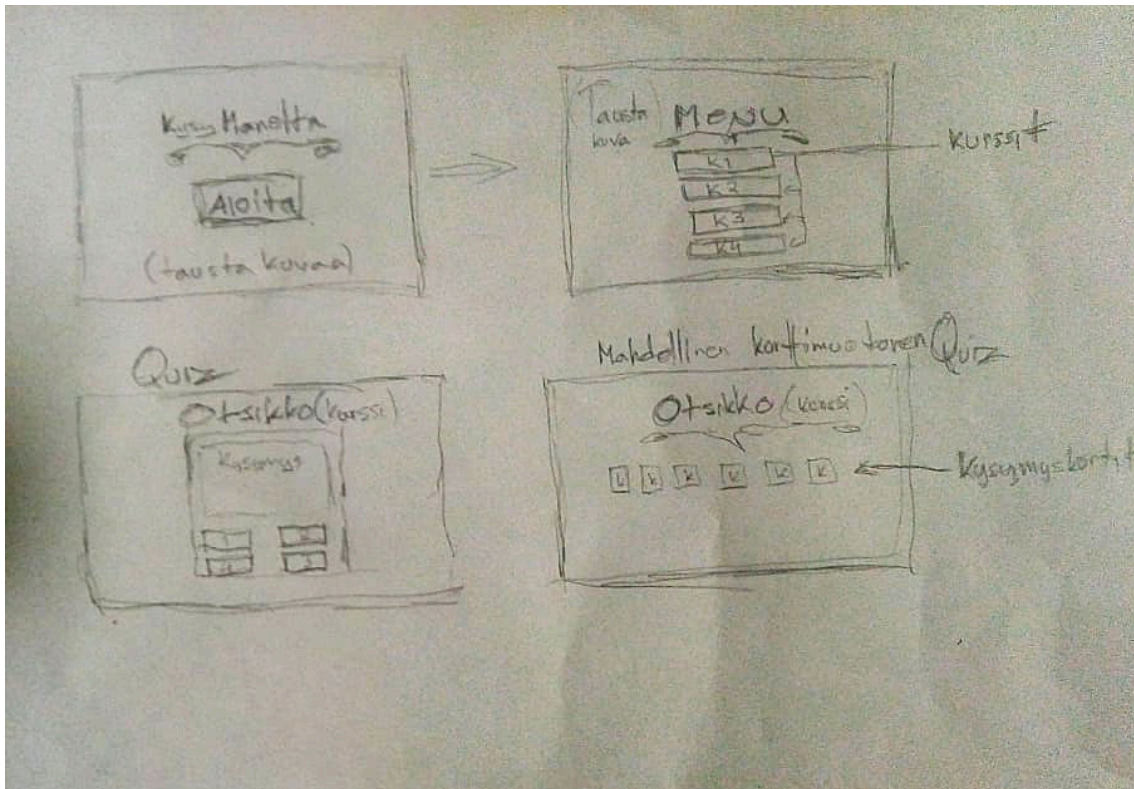 Kysy Manelta
Aloita
(tausta kuvaa)
Tausta
kuva
MENU
K1
K2
K3
K4
kurssit
Quiz
Otsikko (kurssi)
Kysymys
Mahdollinen korttimuotoinen Quiz
Otsikko (kurssi)
K K K K K K
Kysymyskortit